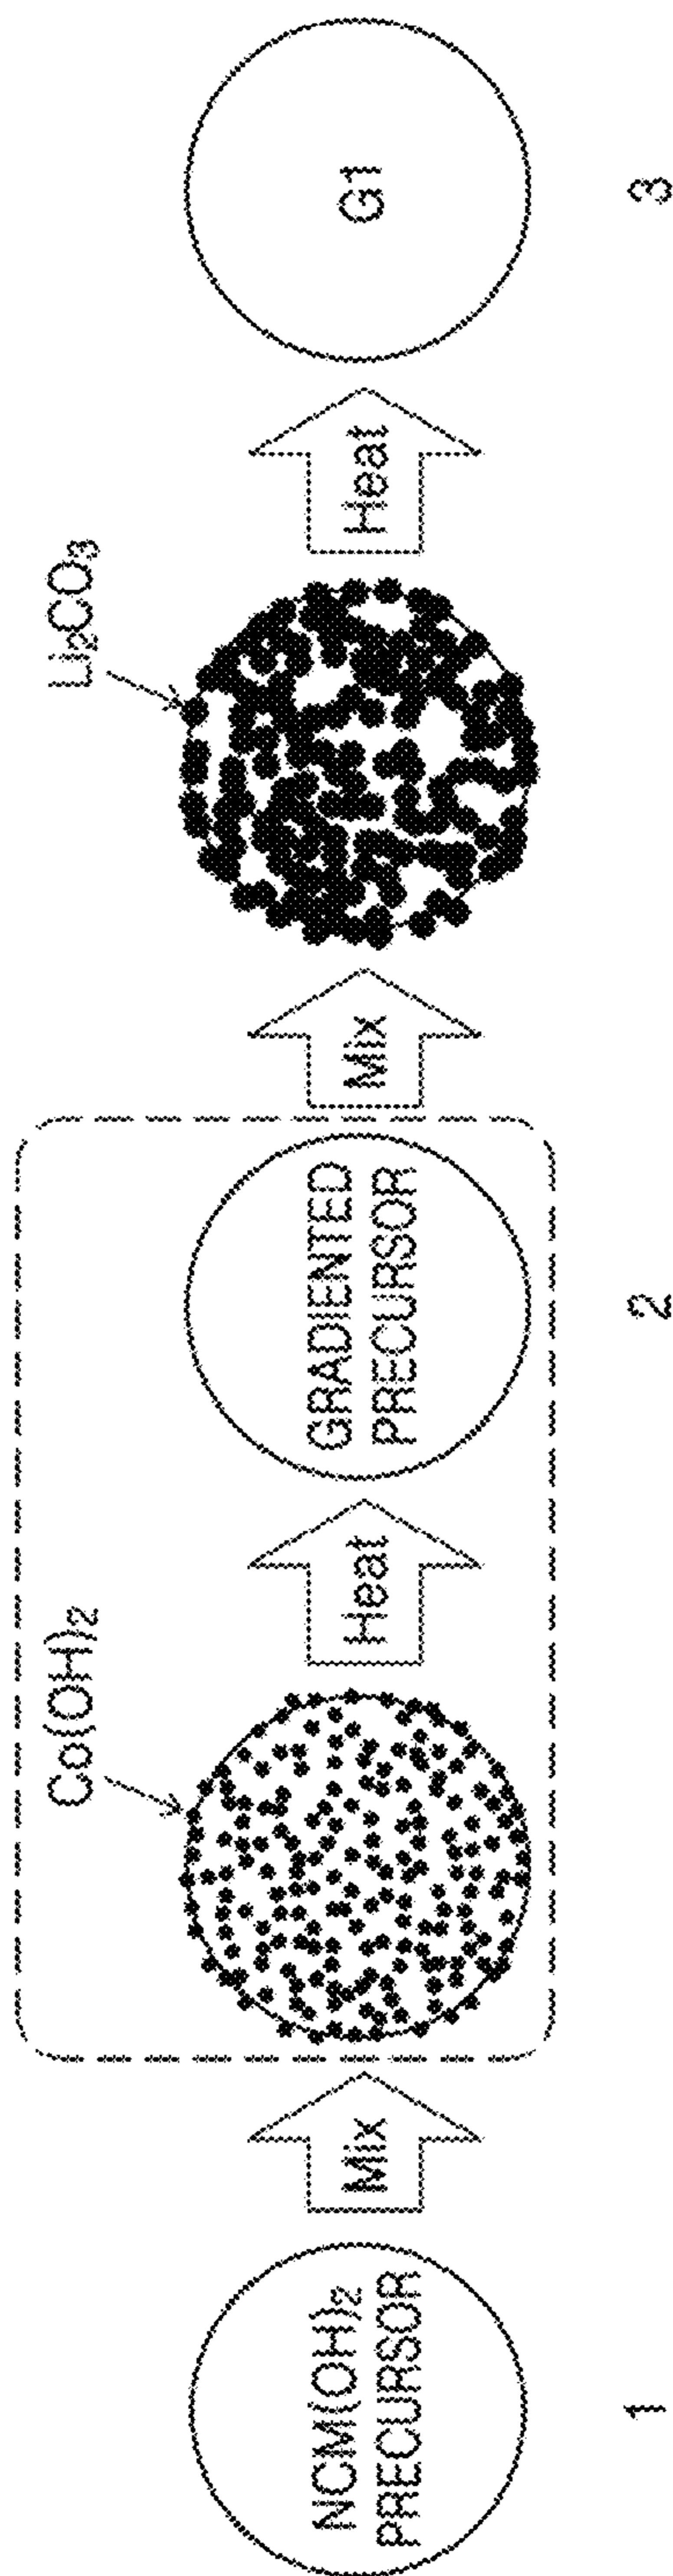 NCM(OH)₂
PRECURSOR
1
Mix
Co(OH)₂
Heat
GRADIENTED
PRECURSOR
2
Mix
Li₂CO₃
Heat
G1
3